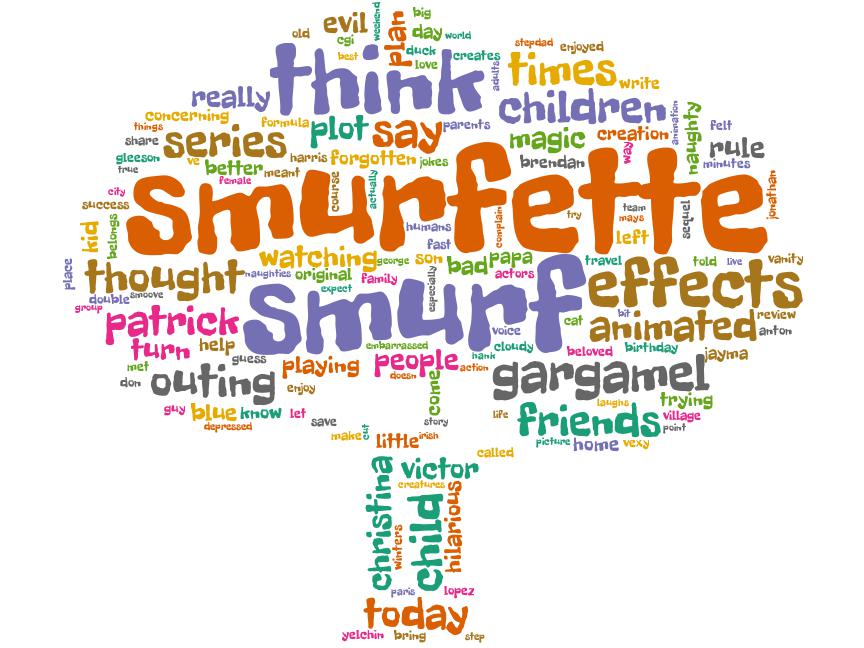 weekend
big
evil
plan
old
cgi
day
world
best
think
duck
creates
stepdad
enjoyed
love
adults
times
write
really
children
concerning
formula
plot
say
parents
animation
naughty
felt
things
share
series
magic
creation
way
rule
gleeson
ve
better
meant
harris
forgotten
jokes
brendan
minutes
true
female
course
actually
smurfette
city
success
kid
belongs
humans
complain
try
team
mays
left
sequel
jonathan
fast
place
watching
george
son
bad
papa
travel
told
live
vanity
thought
naughties
original
family
especially
actors
effects
expect
double
smoove
group
smurf
patrick
voice
cat
bit
animated
review
anton
turn
help
embarrassed
cloudy
beloved
birthday
jayma
guess
playing
people
hank
action
met
doesn
don
outing
enjoy
come
gargamel
laughs
trying
guy
blue
know
let
save
story
life
friends
village
point
depressed
make
cut
little
irish
picture
home
vexy
called
christina
victor
creatures
winters
child
hilarious
paris
lopez
today
yelchin
bring
step